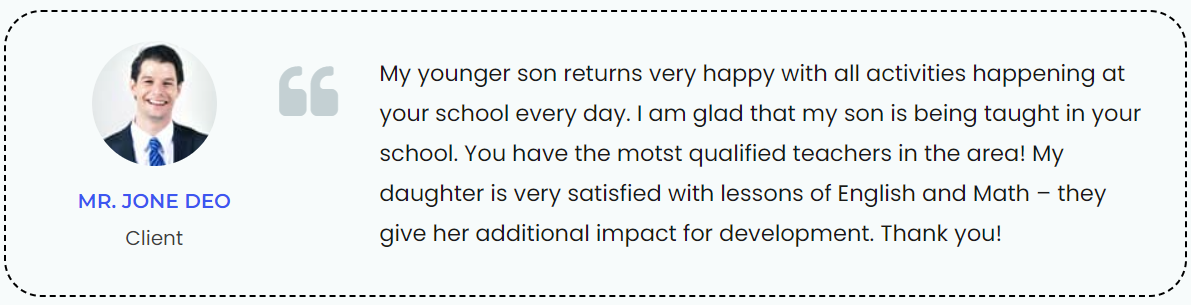 MR. JONE DEO
Client
My younger son returns very happy with all activities happening at
your school every day. I am glad that my son is being taught in your
school. You have the motst qualified teachers in the area! My
daughter is very satisfied with lessons of English and Math – they
give her additional impact for development. Thank you!